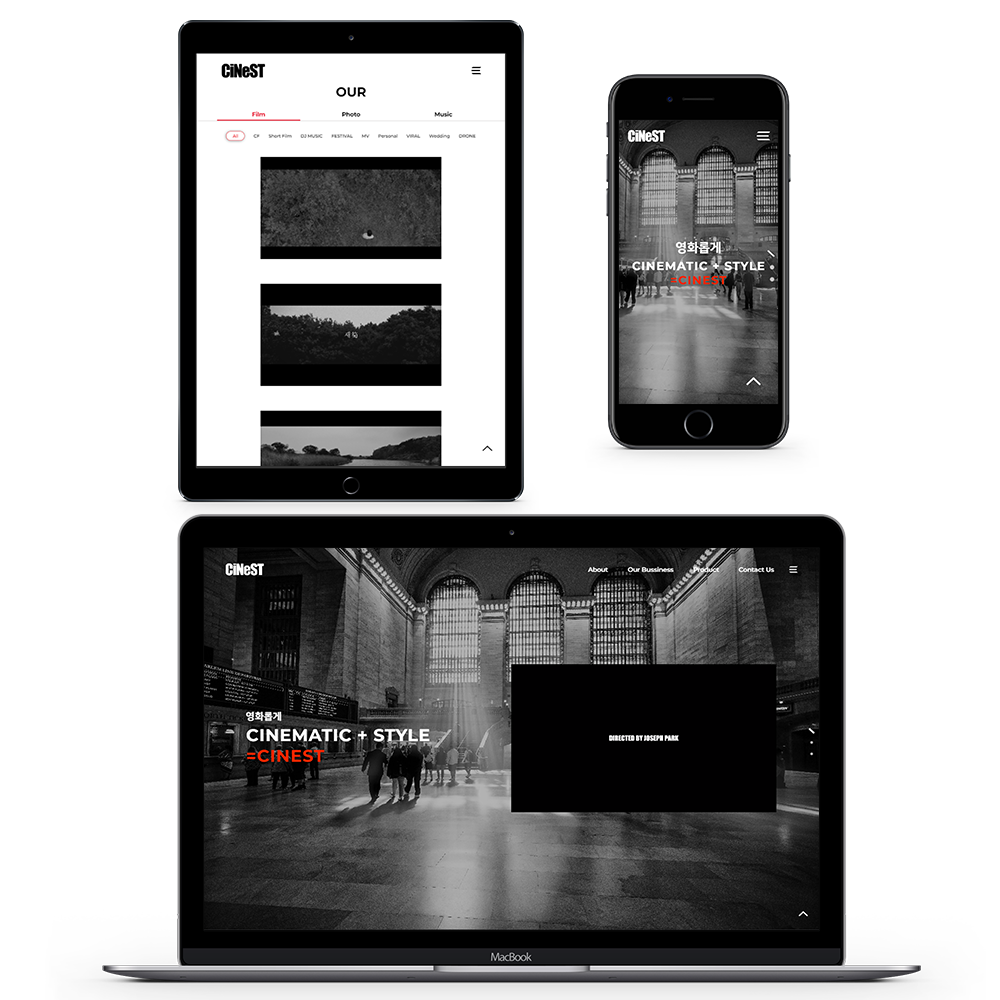 CiNeST
OUR
Film Photo Music
All CF Short Film DJ MUSIC FESTIVAL MV Personal VIRAL Wedding DRONE
CiNeST
영화롭게
CINEMATIC + STYLE
=CINEST
CiNeST
About Our Bussiness Product Contact Us
영화롭게
CINEMATIC + STYLE
=CINEST
DIRECTED BY JOSEPH PARK
MacBook